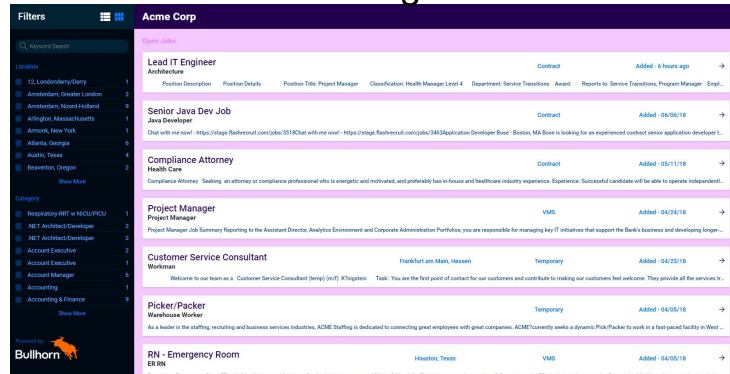 Filters
Acme Corp
Keyword Search
Location
12, Londonderry/Derry 1
Amsterdam, Greater London 2
Amsterdam, Noord-Holland 9
Arlington, Massachusetts 1
Armonk, New York 1
Atlanta, Georgia 6
Austin, Texas 4
Beaverton, Oregon 2
Show More
Category
Respiratory-RRT w NICU/PICU 1
.NET Architect/Developer 2
.NET Architect/Developer 2
Account Executive 2
Account Executive 1
Account Manager 6
Accounting 1
Accounting & Finance 9
Show More
Powered by
Bullhorn
Open Jobs
Lead IT Engineer Contract Added - 6 hours ago
Architecture
Position Description Position Details Position Title: Project Manager Classification: Health Manager Level 4 Department: Service Transitions Award: Reports to: Service Transitions, Program Manager Empl...
Senior Java Dev Job Contract Added - 06/06/18
Java Developer
Chat with me now! - https://stage.flashrecruit.com/jobs/3518Chat with me now! - https://stage.flashrecruit.com/jobs/3463Application Developer Bose - Boston, MA Bose is looking for an experienced contract senior application developer t...
Compliance Attorney Contract Added - 05/11/18
Health Care
Compliance Attorney Seeking an attorney or compliance professional who is energetic and motivated, and preferably has in-house and healthcare industry experience. Experience: Successful candidate will be able to operate independentl...
Project Manager VMS Added - 04/24/18
Project Manager
Project Manager Job Summary Reporting to the Assistant Director, Analytics Environment and Corporate Administration Portfolios, you are responsible for managing key IT initiatives that support the Bank's business and developing longer-...
Customer Service Consultant Frankfurt am Main, Hessen Temporary Added - 04/23/18
Workman
Welcome to our team as a Customer Service Consultant (temp) (m/f) K?nigstein Task: You are the first point of contact for our customers and contribute to making our customers feel welcome. They provide all the services tr...
Picker/Packer Temporary Added - 04/05/18
Warehouse Worker
As a leader in the staffing, recruiting and business services industries, ACME Staffing is dedicated to connecting great employees with great companies. ACME?currently seeks a dynamic Pick/Packer to work in a fast-paced facility in West ...
RN - Emergency Room Houston, Texas VMS Added - 04/05/18
ER RN